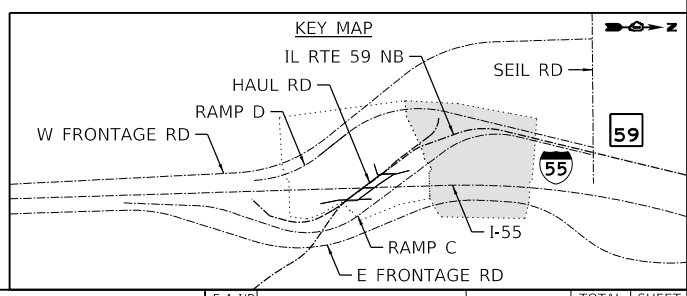 KEY MAP
N
IL RTE 59 NB
SEIL RD
HAUL RD
RAMP D
W FRONTAGE RD
59
55
I-55
RAMP C
E FRONTAGE RD
TOTAL SHEET